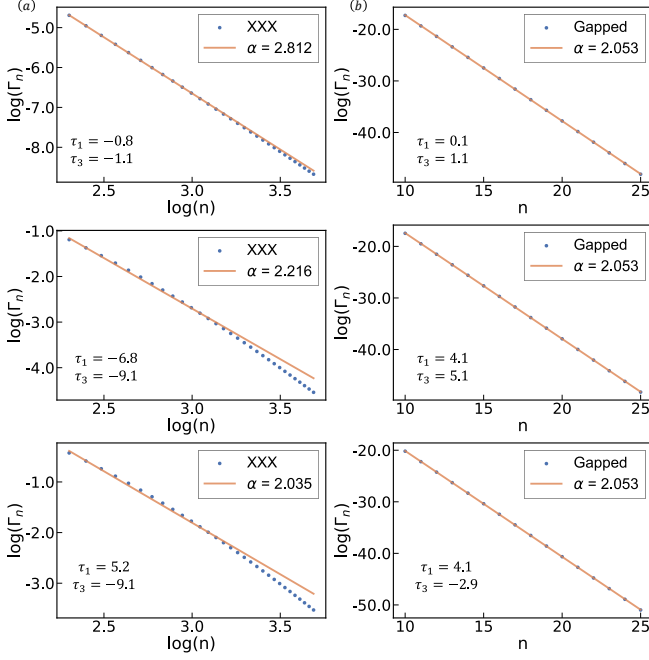 (a)
XXX
α = 2.812
τ₁ = −0.8
τ₃ = −1.1
log(Γₙ)
-5.0
-6.0
-7.0
-8.0
2.5
3.0
3.5
log(n)
(b)
Gapped
α = 2.053
τ₁ = 0.1
τ₃ = 1.1
log(Γₙ)
-20.0
-30.0
-40.0
10
15
20
25
n
XXX
α = 2.216
τ₁ = −6.8
τ₃ = −9.1
log(Γₙ)
-1.0
-2.0
-3.0
-4.0
2.5
3.0
3.5
log(n)
Gapped
α = 2.053
τ₁ = 4.1
τ₃ = 5.1
log(Γₙ)
-20.0
-30.0
-40.0
10
15
20
25
n
XXX
α = 2.035
τ₁ = 5.2
τ₃ = −9.1
log(Γₙ)
-1.0
-2.0
-3.0
2.5
3.0
3.5
log(n)
Gapped
α = 2.053
τ₁ = 4.1
τ₃ = −2.9
log(Γₙ)
-20.0
-30.0
-40.0
-50.0
10
15
20
25
n